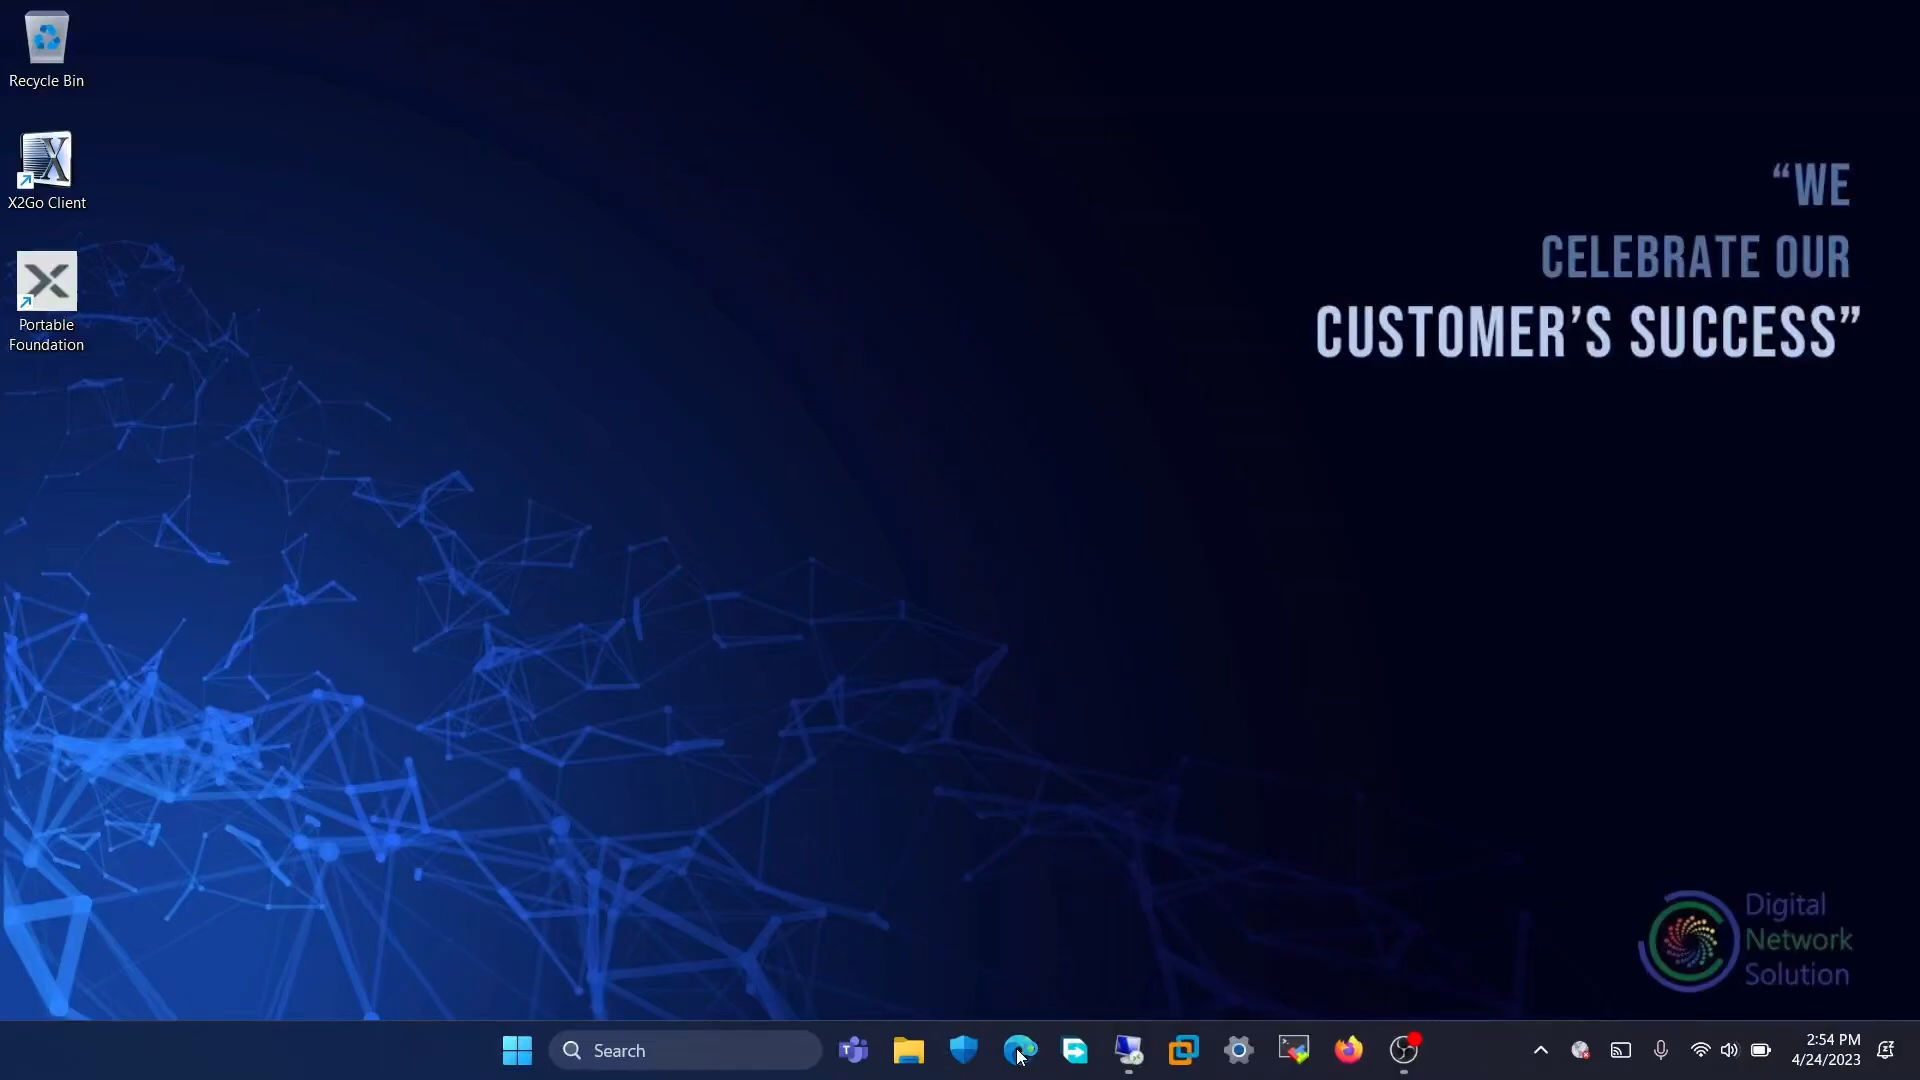 Recycle Bin
X2Go Client
Portable
Foundation
“WE
CELEBRATE OUR
CUSTOMER’S SUCCESS”
Digital
Network
Solution
Search
2:54 PM
4/24/2023